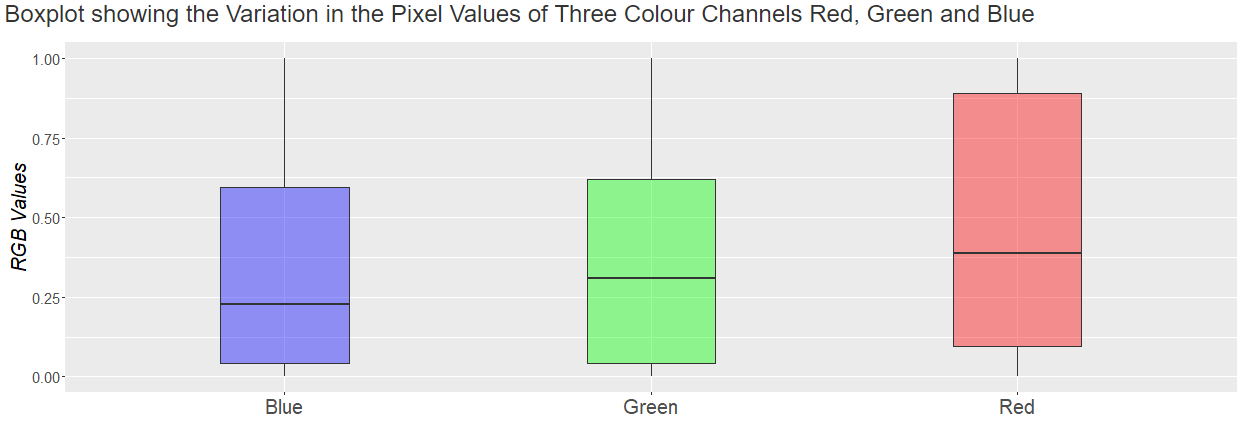 Boxplot showing the Variation in the Pixel Values of Three Colour Channels Red, Green and Blue
1.00
0.75
0.50
0.25
0.00
RGB Values
Blue Green Red